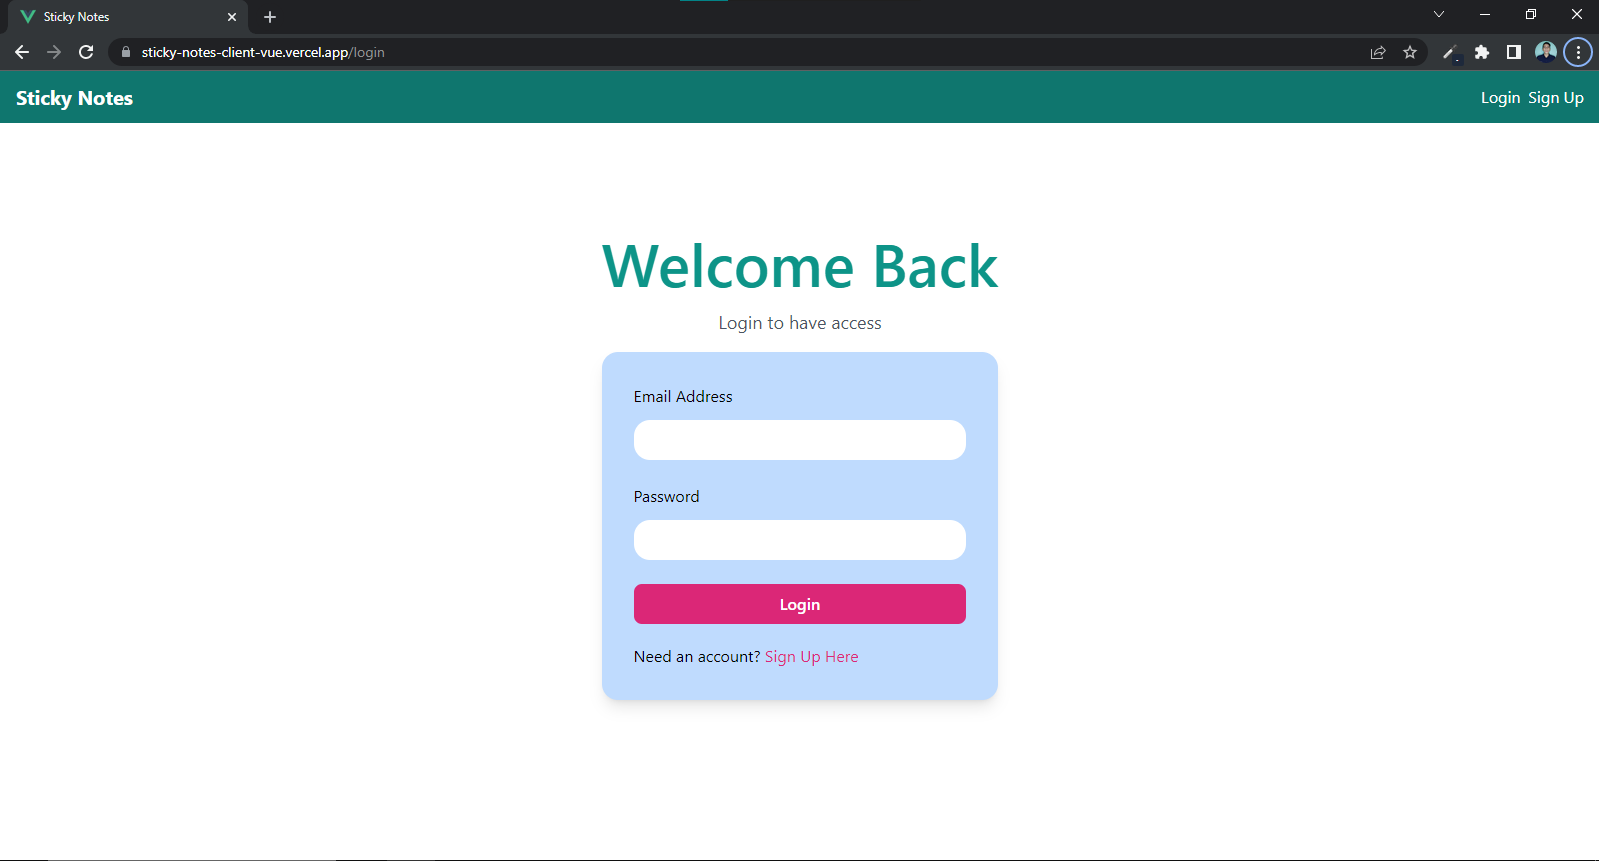 Sticky Notes
sticky-notes-client-vue.vercel.app/login
Sticky Notes
Login Sign Up
Welcome Back
Login to have access
Email Address
Password
Login
Need an account? Sign Up Here